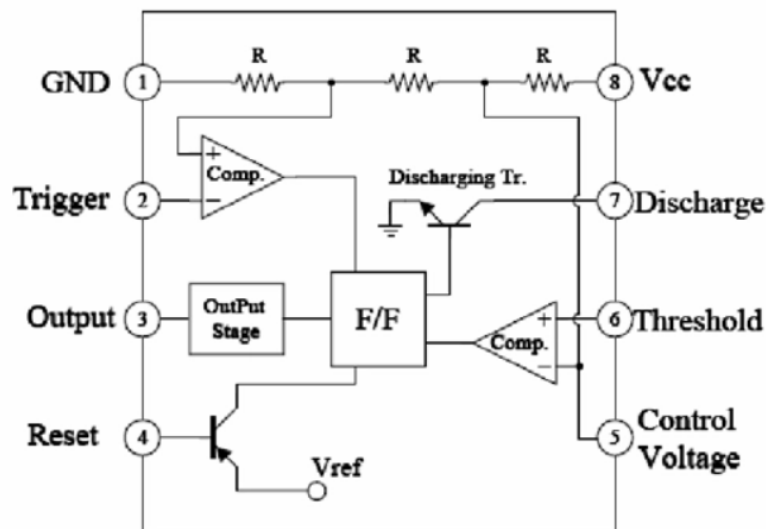 R
R
R
GND
1
8
Vcc
+
Comp.
−
Trigger
2
Discharging Tr.
7
Discharge
Output
3
OutPut
Stage
F/F
+
Comp.
−
6
Threshold
Reset
4
5
Control
Voltage
Vref